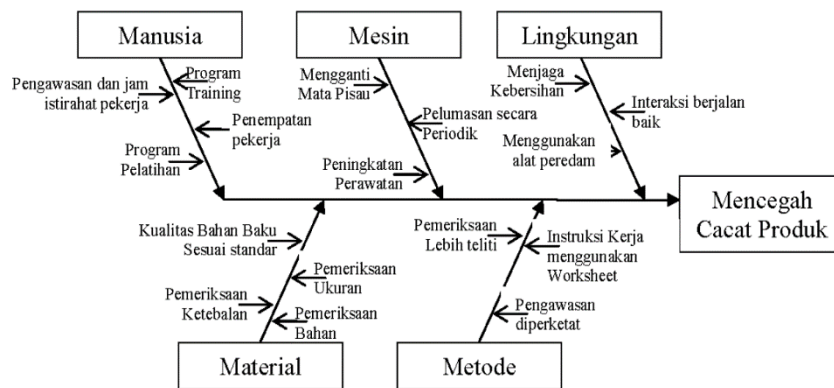 Manusia
Mesin
Lingkungan
Pengawasan dan jam
istirahat pekerja
Program
Training
Penempatan
pekerja
Program
Pelatihan
Mengganti
Mata Pisau
Pelumasan secara
Periodik
Peningkatan
Perawatan
Menjaga
Kebersihan
Interaksi berjalan
baik
Menggunakan
alat peredam
Mencegah
Cacat Produk
Kualitas Bahan Baku
Sesuai standar
Pemeriksaan
Ukuran
Pemeriksaan
Ketebalan
Pemeriksaan
Bahan
Pemeriksaan
Lebih teliti
Instruksi Kerja
menggunakan
Worksheet
Pengawasan
diperketat
Material
Metode